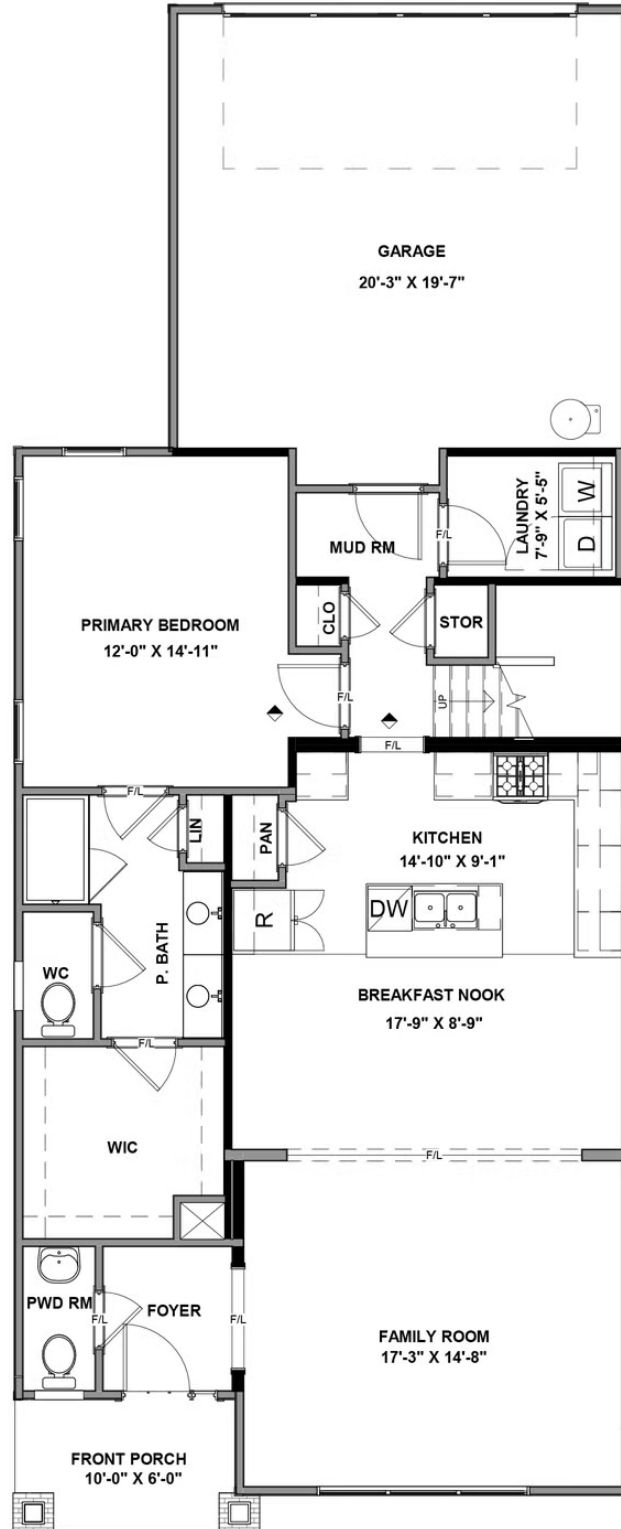 GARAGE
20'-3" X 19'-7"
LAUNDRY
7'-9" X 5'-5"
W
D
MUD RM
F/L
CLO
STOR
PRIMARY BEDROOM
12'-0" X 14'-11"
F/L
UP
F/L
F/L
LIN
PAN
KITCHEN
14'-10" X 9'-1"
R
DW
P. BATH
WC
BREAKFAST NOOK
17'-9" X 8'-9"
F/L
WIC
F/L
PWD RM
F/L
FOYER
F/L
FAMILY ROOM
17'-3" X 14'-8"
FRONT PORCH
10'-0" X 6'-0"